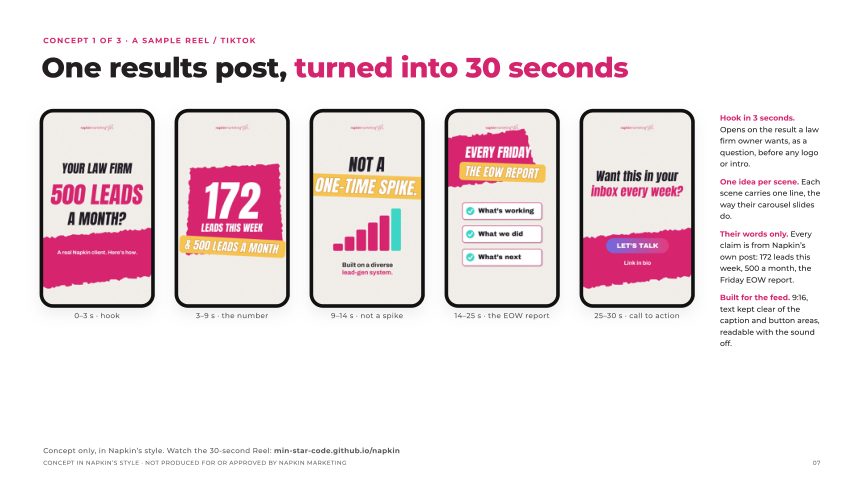 CONCEPT 1 OF 3 · A SAMPLE REEL / TIKTOK
One results post, turned into 30 seconds
napkinmarketing
YOUR LAW FIRM
500 LEADS
A MONTH?
A real Napkin client. Here's how.
0–3 s · hook
napkinmarketing
172
LEADS THIS WEEK
& 500 LEADS A MONTH
3–9 s · the number
napkinmarketing
NOT A
ONE-TIME SPIKE.
Built on a diverse
lead-gen system.
9–14 s · not a spike
napkinmarketing
EVERY FRIDAY
THE EOW REPORT
What's working
What we did
What's next
14–25 s · the EOW report
napkinmarketing
Want this in your
inbox every week?
LET'S TALK
Link in bio
25–30 s · call to action
Hook in 3 seconds.
Opens on the result a law
firm owner wants, as a
question, before any logo
or intro.
One idea per scene. Each
scene carries one line, the
way their carousel slides
do.
Their words only. Every
claim is from Napkin's
own post: 172 leads this
week, 500 a month, the
Friday EOW report.
Built for the feed. 9:16,
text kept clear of the
caption and button areas,
readable with the sound
off.
Concept only, in Napkin's style. Watch the 30-second Reel: min-star-code.github.io/napkin
CONCEPT IN NAPKIN'S STYLE · NOT PRODUCED FOR OR APPROVED BY NAPKIN MARKETING
07